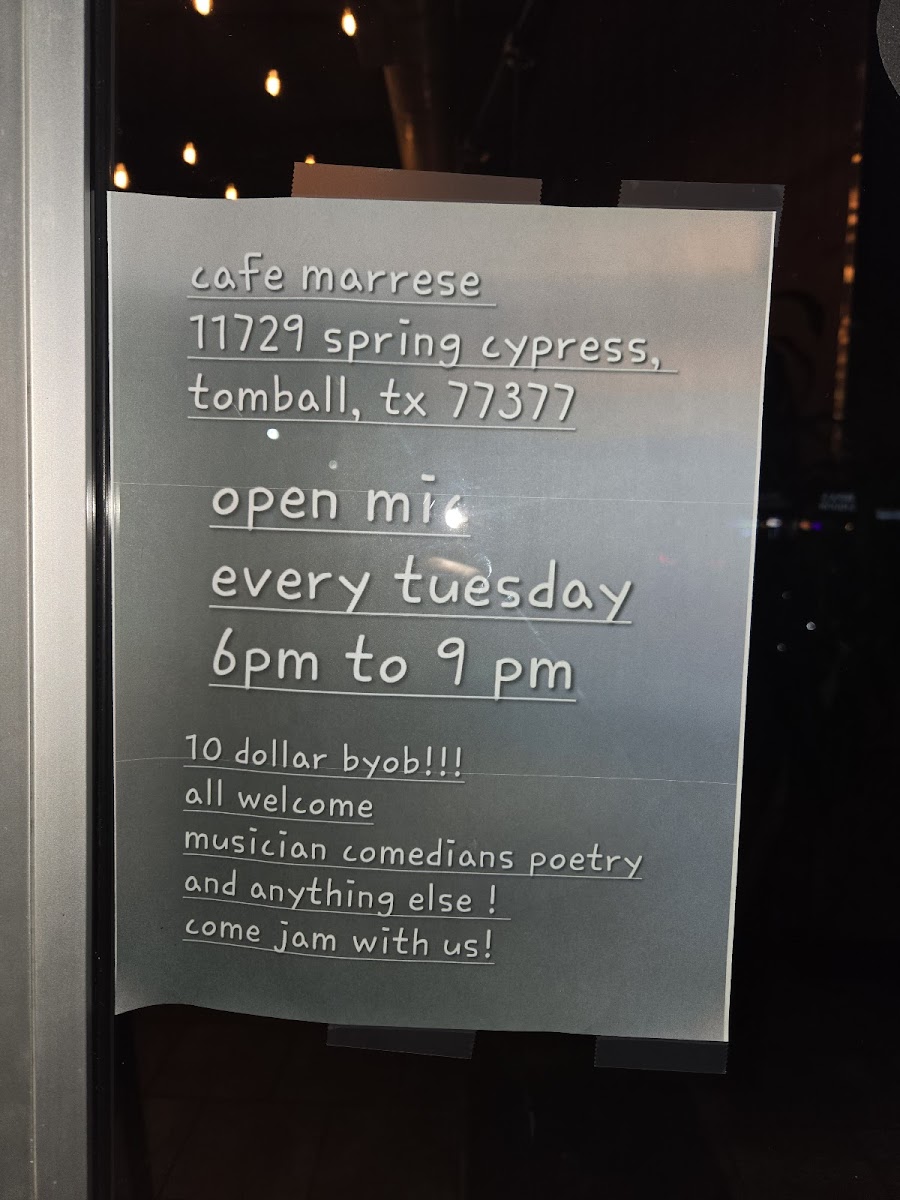 cafe marrese
11729 spring cypress,
tomball, tx 77377
open mic
every tuesday
6pm to 9 pm
10 dollar byob!!!
all welcome
musician comedians poetry
and anything else !
come jam with us!